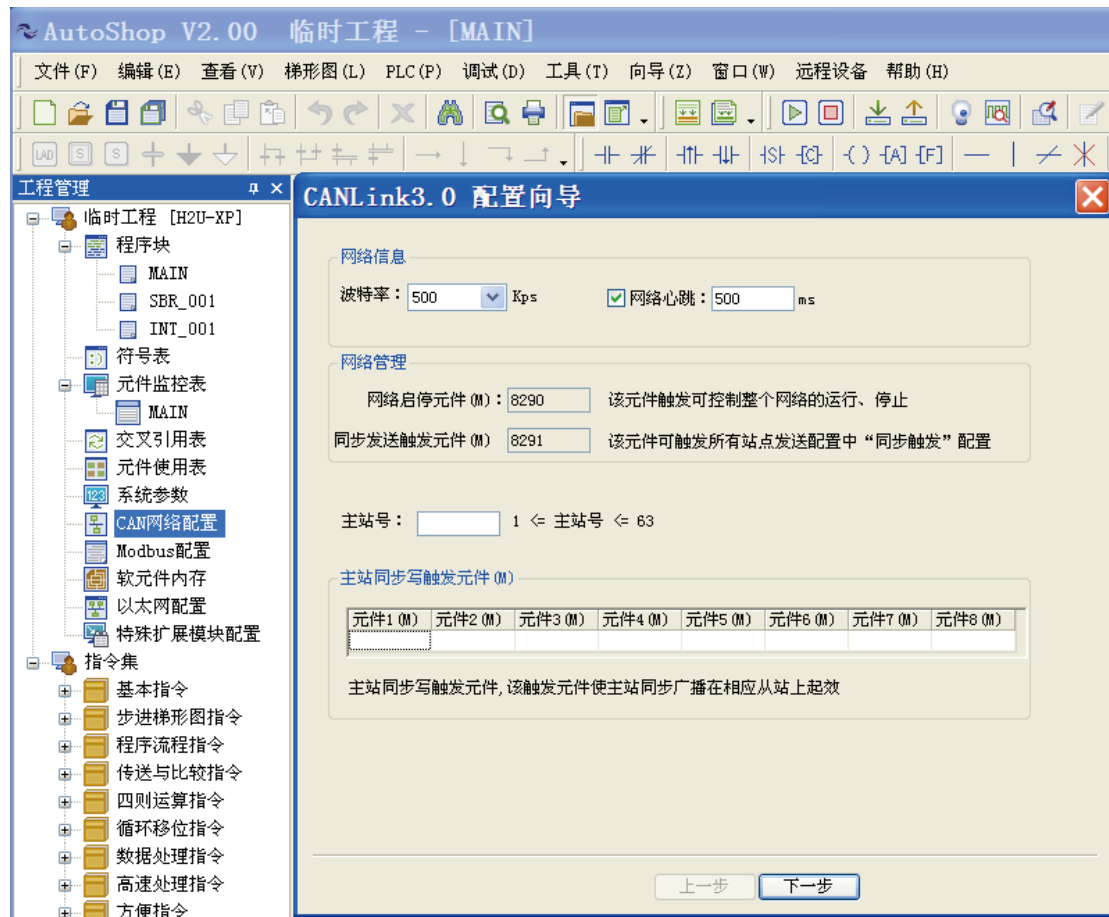 AutoShop V2.00 临时工程 - [MAIN]
文件(F) 编辑(E) 查看(V) 梯形图(L) PLC(P) 调试(D) 工具(T) 向导(Z) 窗口(W) 远程设备 帮助(H)
LAD S S ISF {C} ( ) {A} {F}
工程管理
临时工程 [H2U-XP]
程序块
MAIN
SBR_001
INT_001
符号表
元件监控表
MAIN
交叉引用表
元件使用表
123 系统参数
CAN网络配置
Modbus配置
软元件内存
以太网配置
特殊扩展模块配置
指令集
基本指令
步进梯形图指令
程序流程指令
传送与比较指令
四则运算指令
循环移位指令
数据处理指令
高速处理指令
方便指令
CANLink3.0 配置向导
网络信息
波特率：500 Kps 网络心跳：500 ms
网络管理
网络启停元件(M)：8290 该元件触发可控制整个网络的运行、停止
同步发送触发元件(M) 8291 该元件可触发所有站点发送配置中“同步触发”配置
主站号： 1 <= 主站号 <= 63
主站同步写触发元件(M)
元件1(M) 元件2(M) 元件3(M) 元件4(M) 元件5(M) 元件6(M) 元件7(M) 元件8(M)
主站同步写触发元件,该触发元件使主站同步广播在相应从站上起效
上一步 下一步